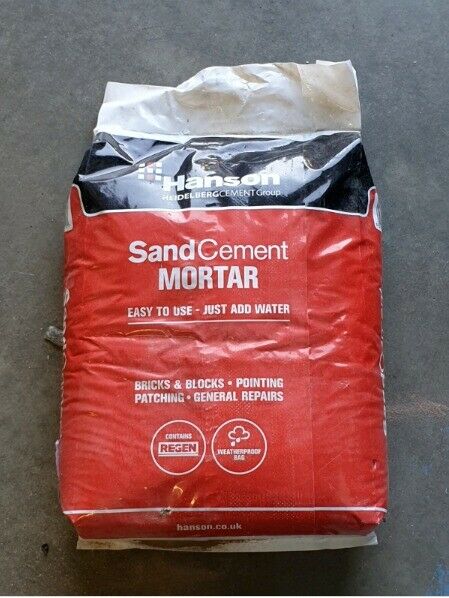 Hanson
HEIDELBERGCEMENT Group
SandCement
MORTAR
EASY TO USE - JUST ADD WATER
BRICKS & BLOCKS • POINTING
PATCHING • GENERAL REPAIRS
CONTAINS
REGEN
WEATHERPROOF
BAG
hanson.co.uk